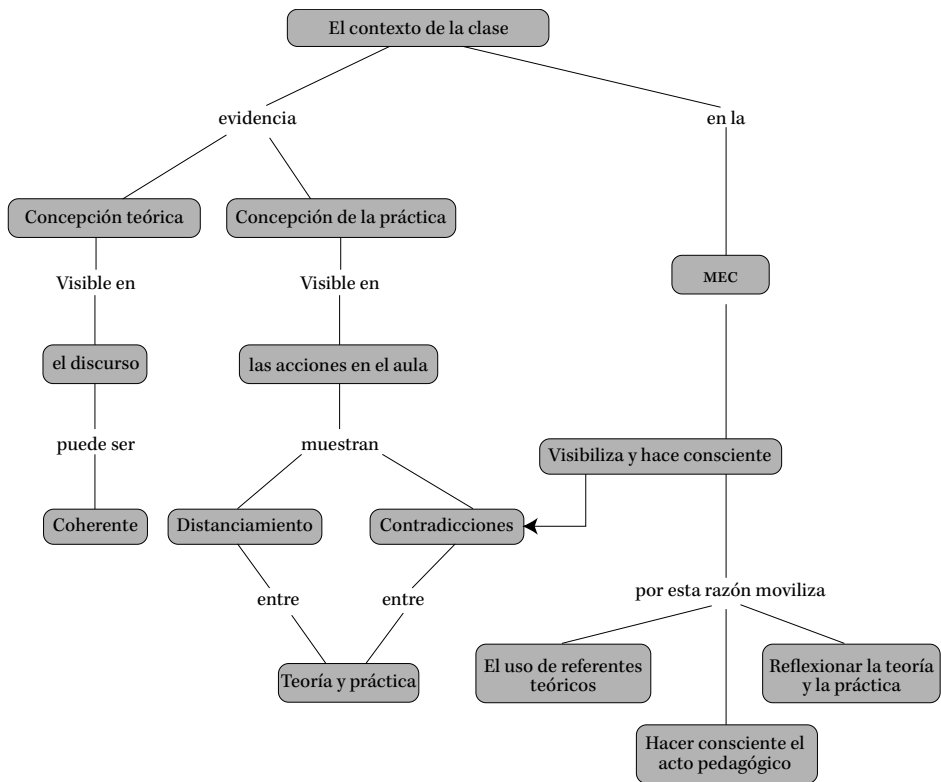 El contexto de la clase
evidencia
en la
Concepción teórica
Concepción de la práctica
Visible en
Visible en
MEC
el discurso
las acciones en el aula
puede ser
muestran
Visibiliza y hace consciente
Coherente
Distanciamiento
Contradicciones
entre
entre
por esta razón moviliza
Teoría y práctica
El uso de referentes
teóricos
Reflexionar la teoría
y la práctica
Hacer consciente el
acto pedagógico